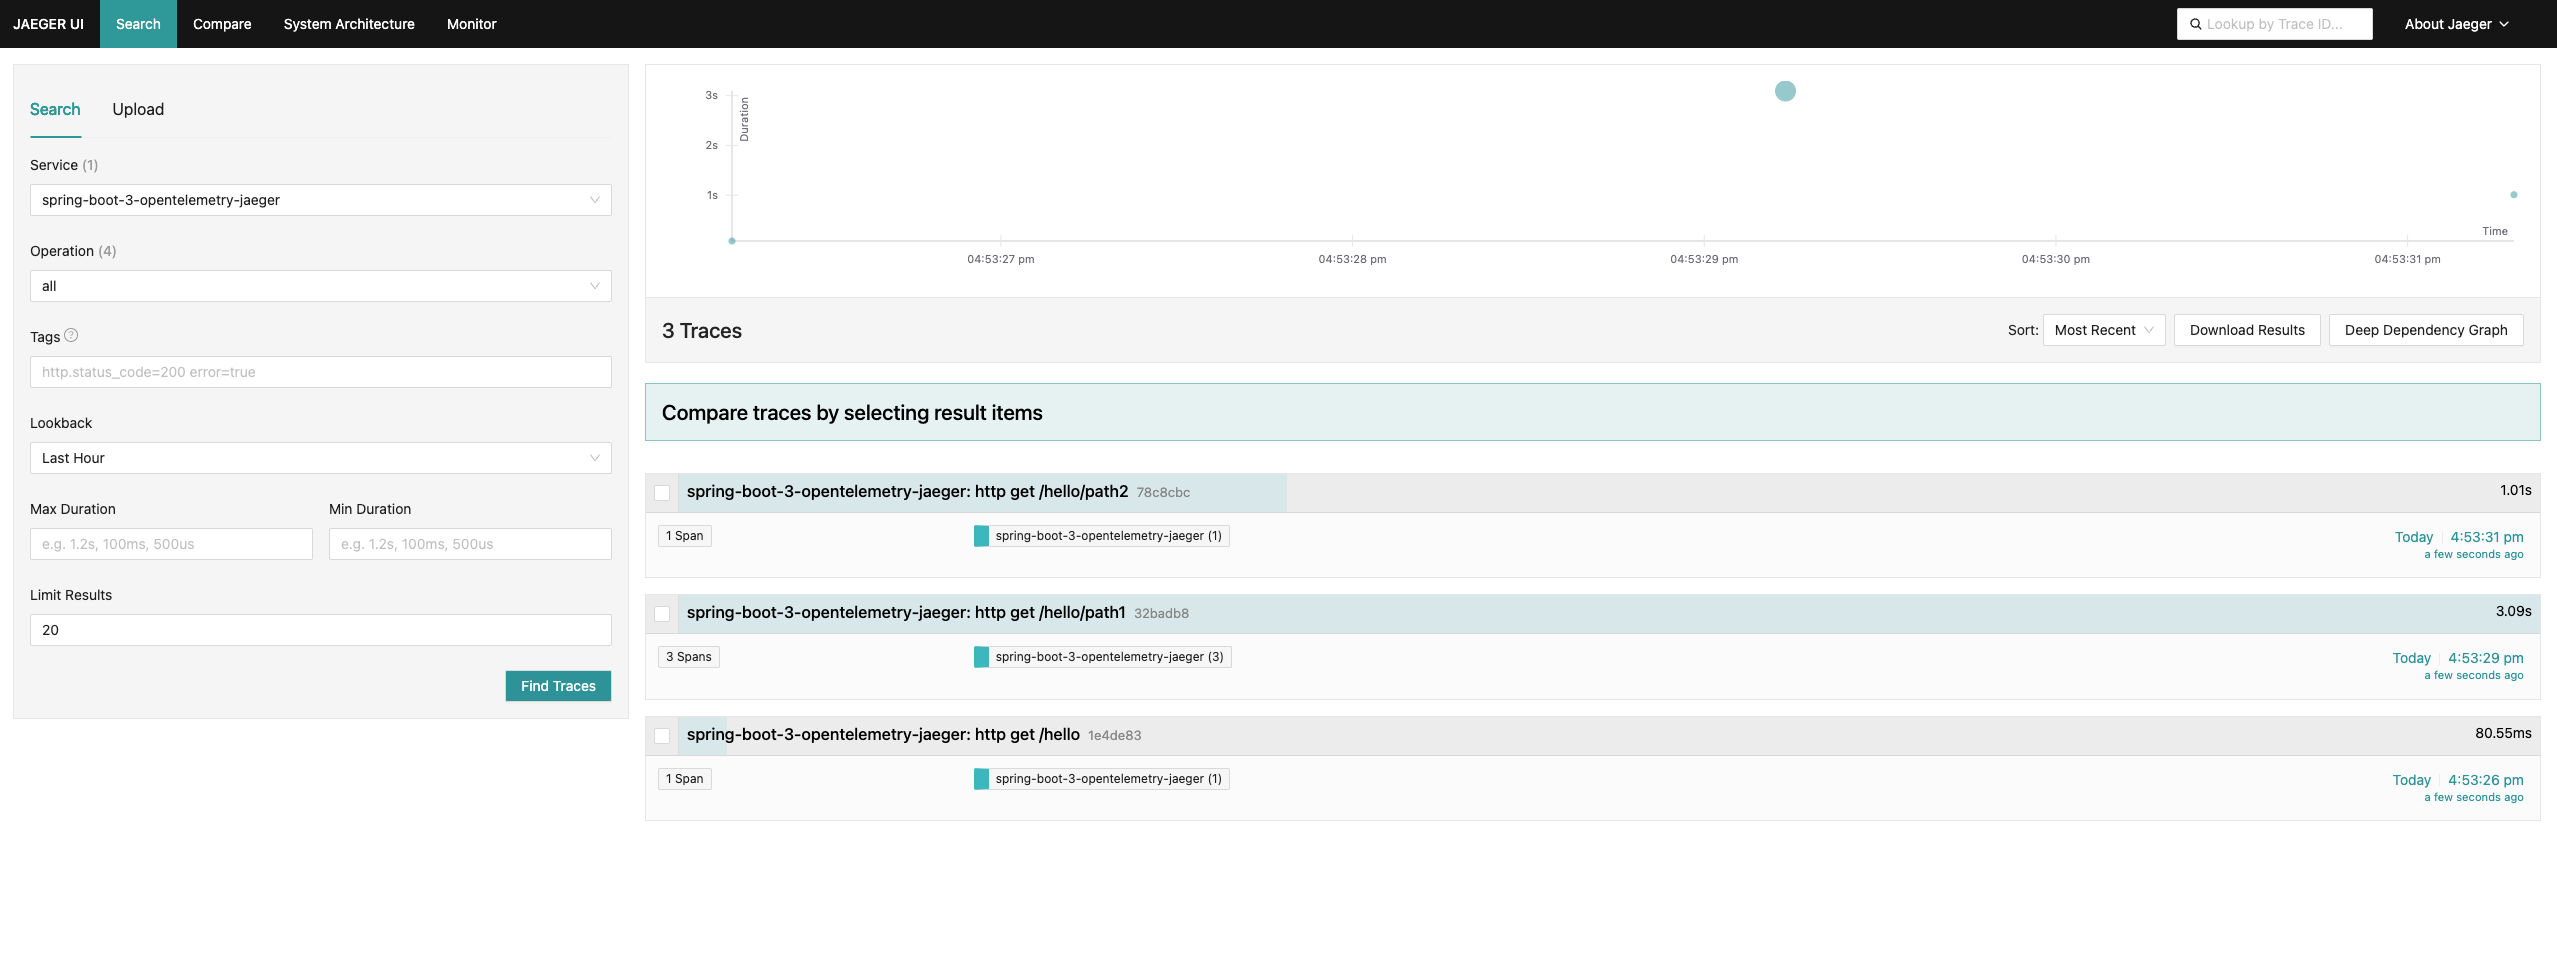 JAEGER UI Search Compare System Architecture Monitor Lookup by Trace ID... About Jaeger
Search Upload
Service (1)
spring-boot-3-opentelemetry-jaeger
Operation (4)
all
Tags ?
http.status_code=200 error=true
Lookback
Last Hour
Max Duration Min Duration
e.g. 1.2s, 100ms, 500us e.g. 1.2s, 100ms, 500us
Limit Results
20
Find Traces
3s
2s
1s
Duration
Time
04:53:27 pm 04:53:28 pm 04:53:29 pm 04:53:30 pm 04:53:31 pm
3 Traces Sort: Most Recent Download Results Deep Dependency Graph
Compare traces by selecting result items
spring-boot-3-opentelemetry-jaeger: http get /hello/path2 78c8cbc 1.01s
1 Span spring-boot-3-opentelemetry-jaeger (1) Today 4:53:31 pm
a few seconds ago
spring-boot-3-opentelemetry-jaeger: http get /hello/path1 32badb8 3.09s
3 Spans spring-boot-3-opentelemetry-jaeger (3) Today 4:53:29 pm
a few seconds ago
spring-boot-3-opentelemetry-jaeger: http get /hello 1e4de83 80.55ms
1 Span spring-boot-3-opentelemetry-jaeger (1) Today 4:53:26 pm
a few seconds ago